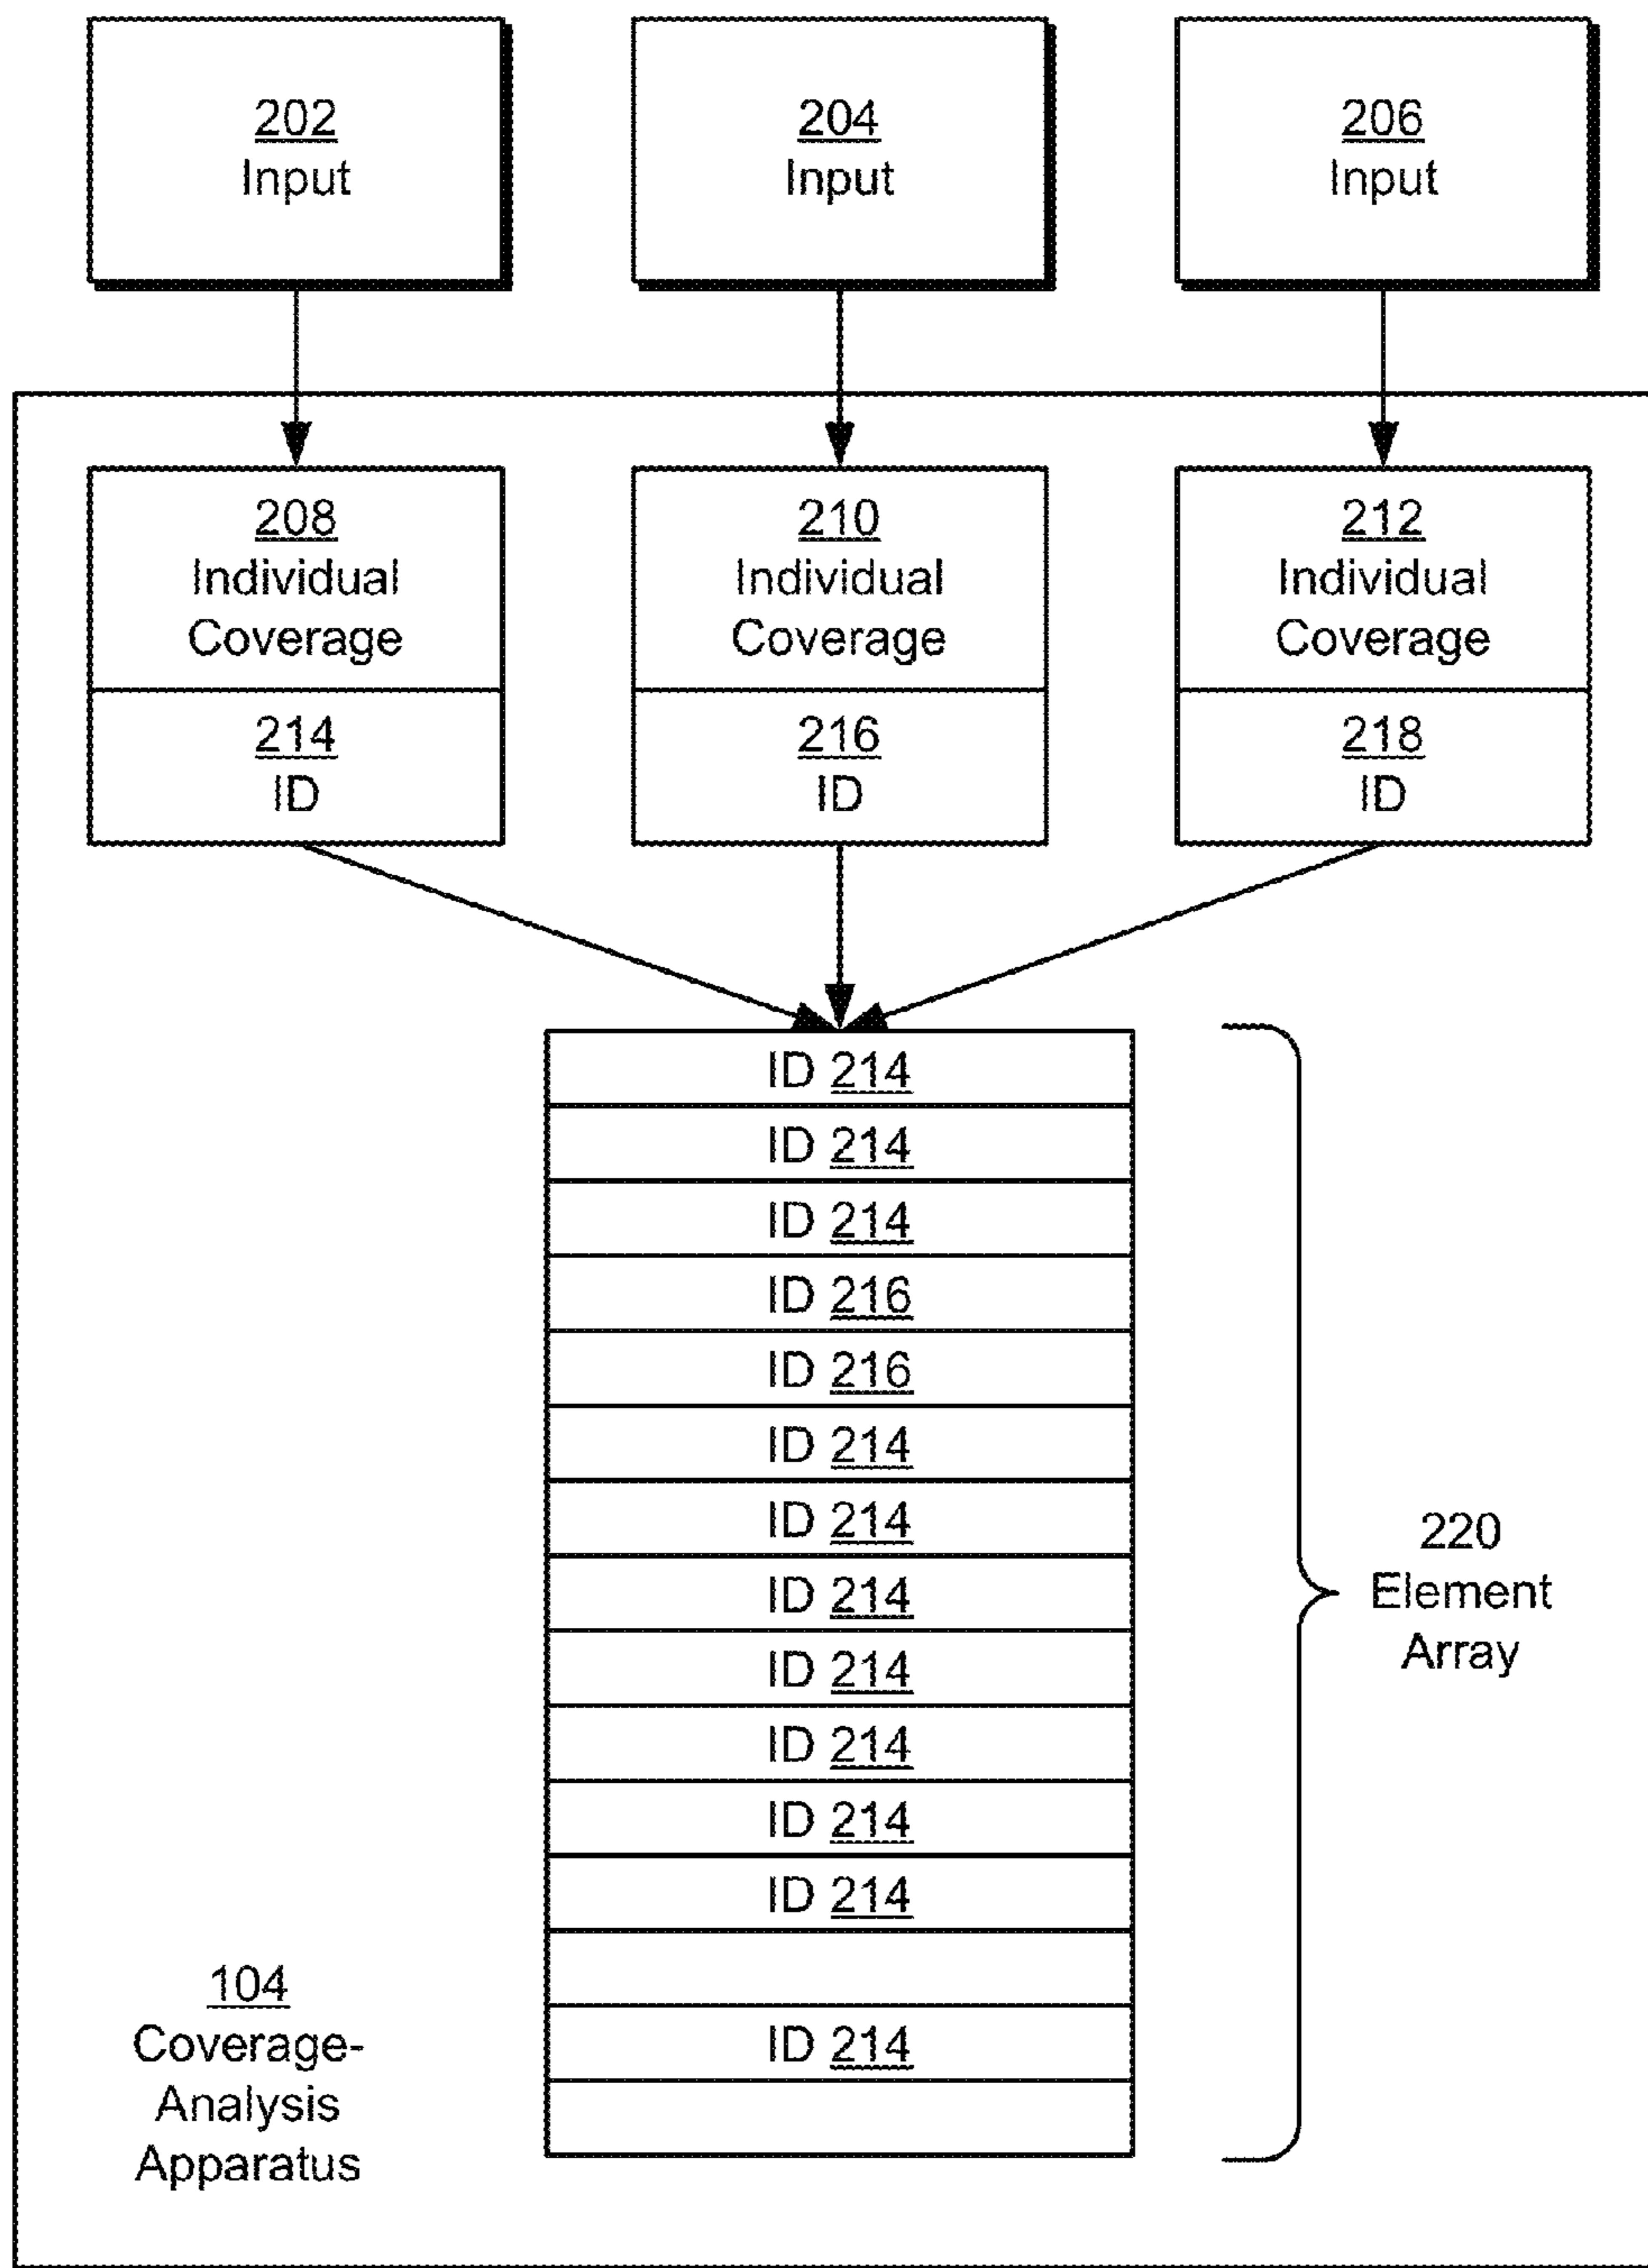 202
Input
204
Input
206
Input
208
Individual
Coverage
214
ID
210
Individual
Coverage
216
ID
212
Individual
Coverage
218
ID
ID 214
ID 214
ID 214
ID 216
ID 216
ID 214
ID 214
ID 214
ID 214
ID 214
ID 214
ID 214
ID 214
220
Element
Array
104
Coverage-
Analysis
Apparatus